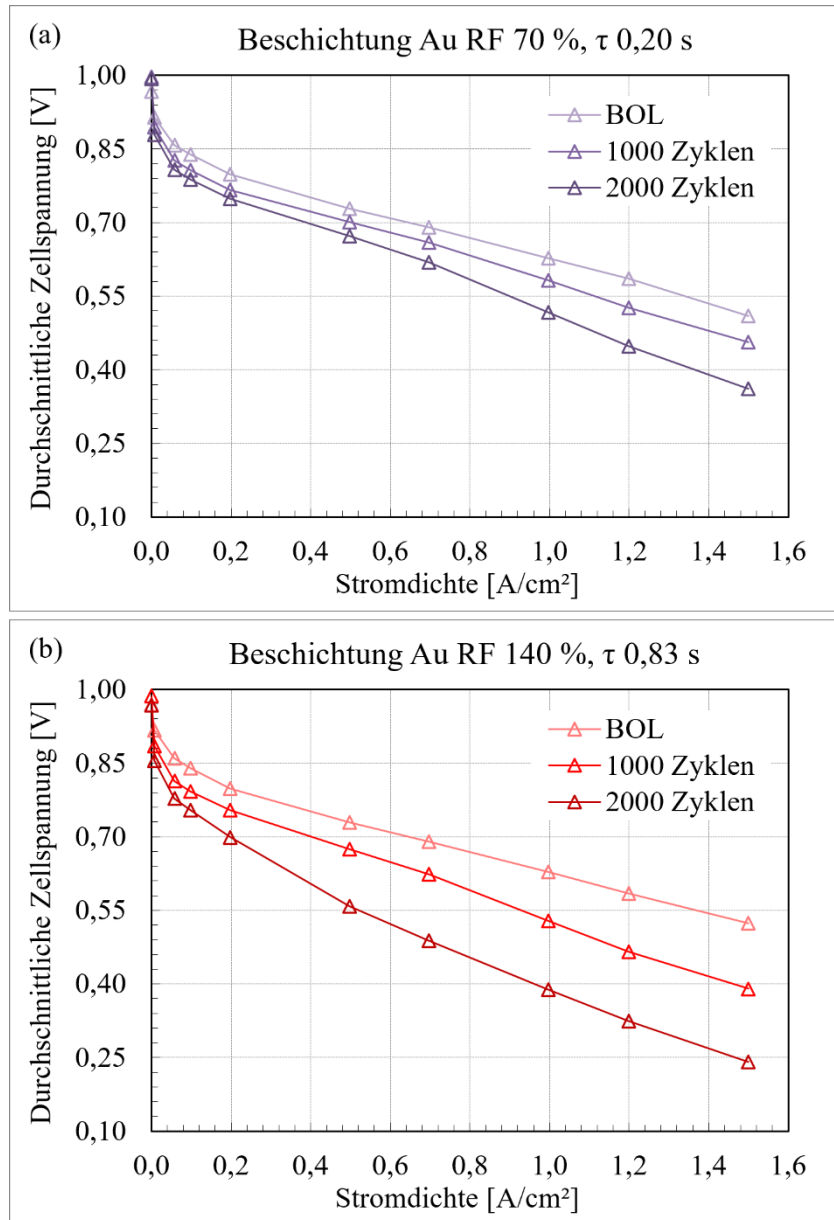 (a)
Beschichtung Au RF 70 %, τ 0,20 s
Durchschnittliche Zellspannung [V]
1,00
0,85
0,70
0,55
0,40
0,25
0,10
BOL
1000 Zyklen
2000 Zyklen
0,0 0,2 0,4 0,6 0,8 1,0 1,2 1,4 1,6
Stromdichte [A/cm²]
(b)
Beschichtung Au RF 140 %, τ 0,83 s
Durchschnittliche Zellspannung [V]
1,00
0,85
0,70
0,55
0,40
0,25
0,10
BOL
1000 Zyklen
2000 Zyklen
0,0 0,2 0,4 0,6 0,8 1,0 1,2 1,4 1,6
Stromdichte [A/cm²]